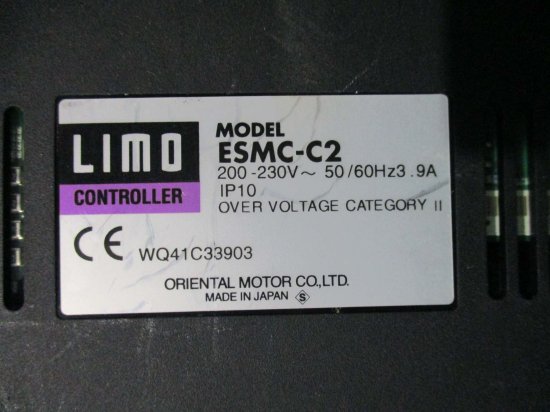 LIMO
CONTROLLER
MODEL
ESMC-C2
200-230V~ 50/60Hz3.9A
IP10
OVER VOLTAGE CATEGORY II
CE WQ41C33903
ORIENTAL MOTOR CO.,LTD.
MADE IN JAPAN S